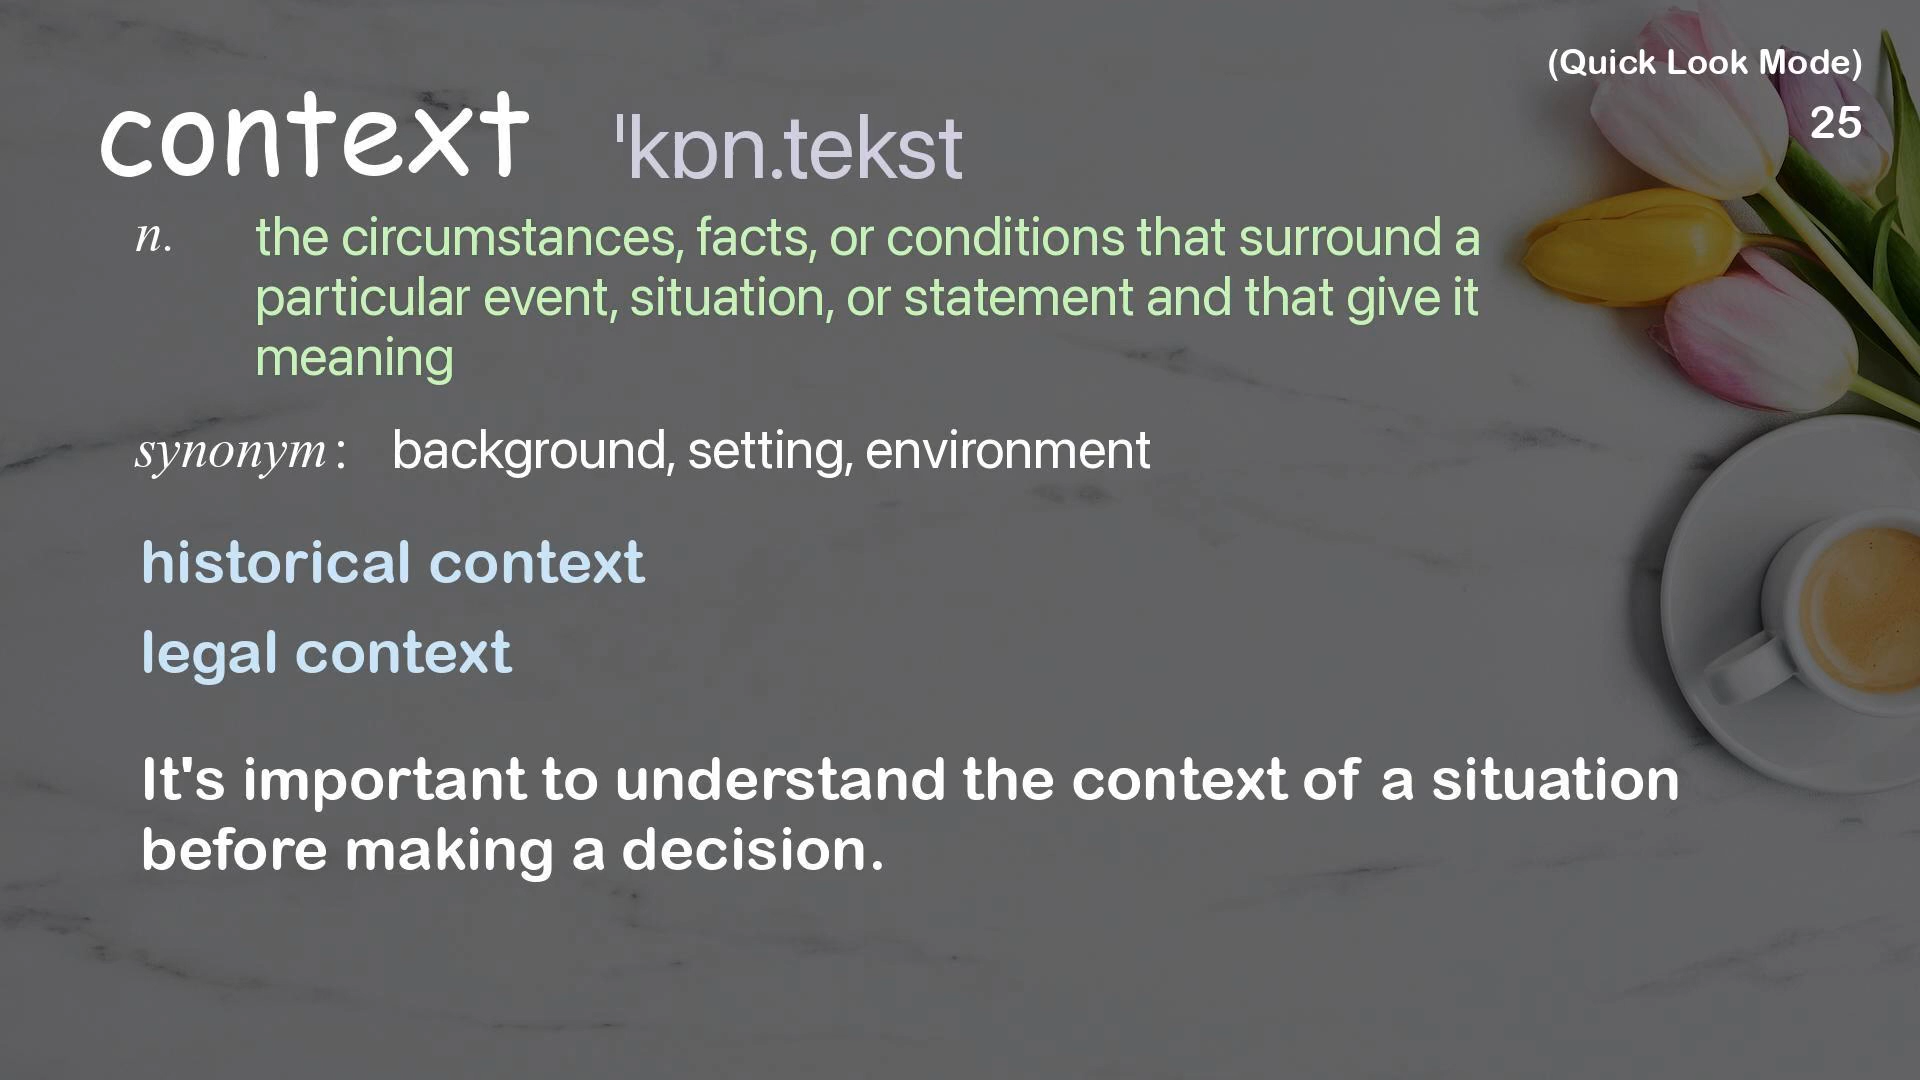 (Quick Look Mode)
25
context ˈkɒn.tekst
n. the circumstances, facts, or conditions that surround a
particular event, situation, or statement and that give it
meaning
synonym: background, setting, environment
historical context
legal context
It's important to understand the context of a situation
before making a decision.